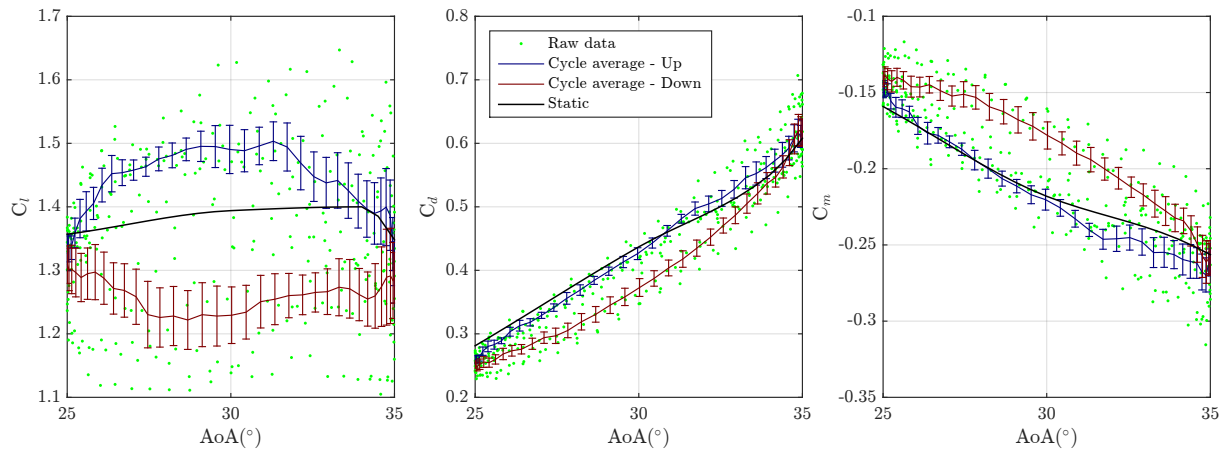 1.7
1.6
1.5
1.4
1.3
1.2
1.1
25
30
35
C_l
AoA(°)
0.8
0.7
0.6
0.5
0.4
0.3
0.2
25
30
35
C_d
AoA(°)
Raw data
Cycle average - Up
Cycle average - Down
Static
-0.1
-0.15
-0.2
-0.25
-0.3
-0.35
25
30
35
C_m
AoA(°)